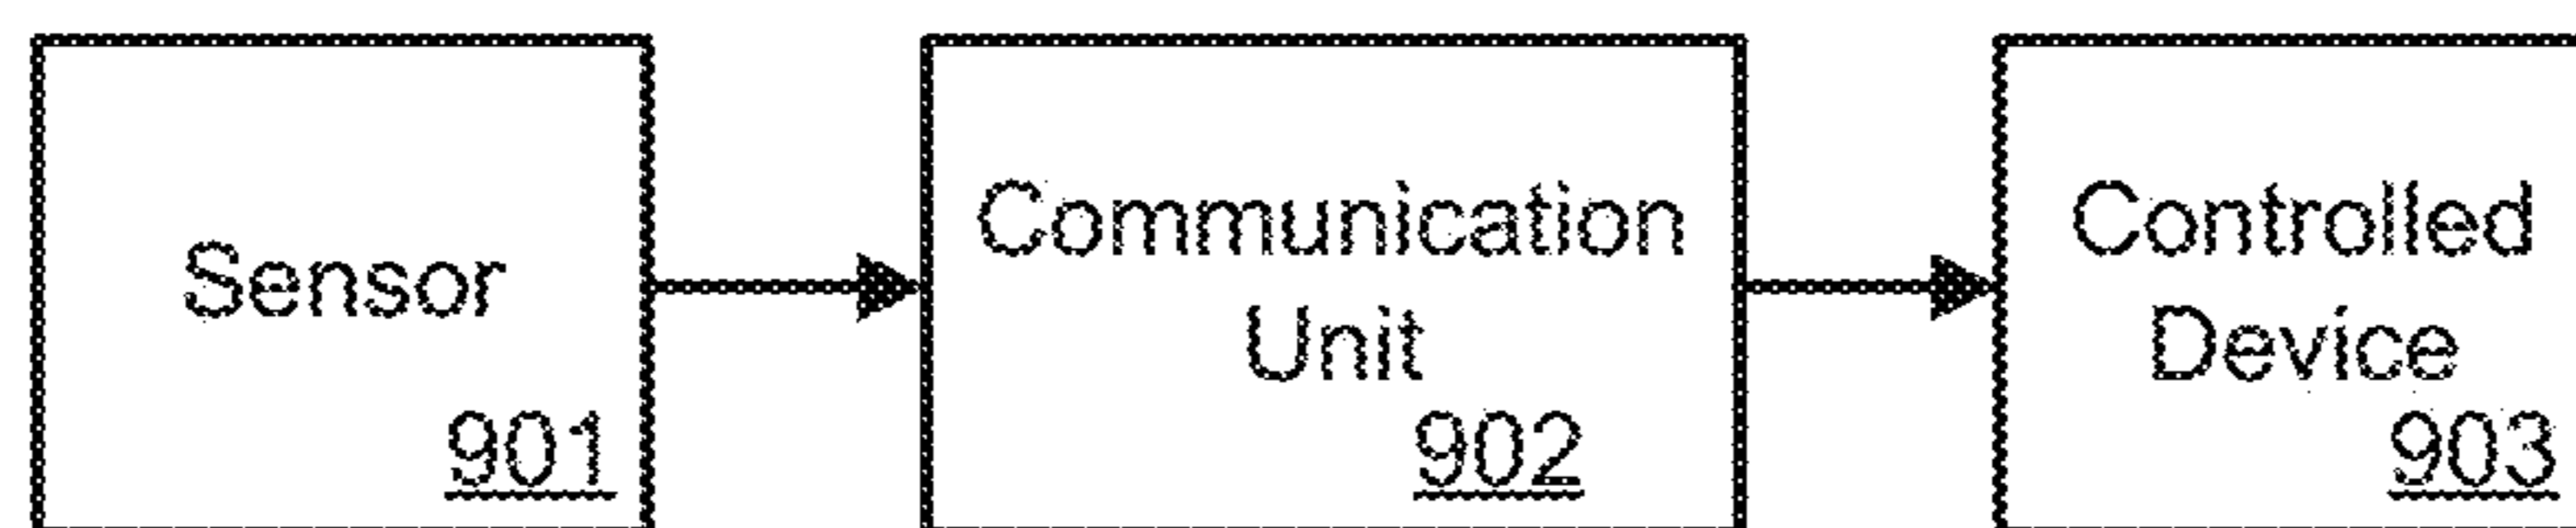 Sensor
901
Communication
Unit
902
Controlled
Device
903